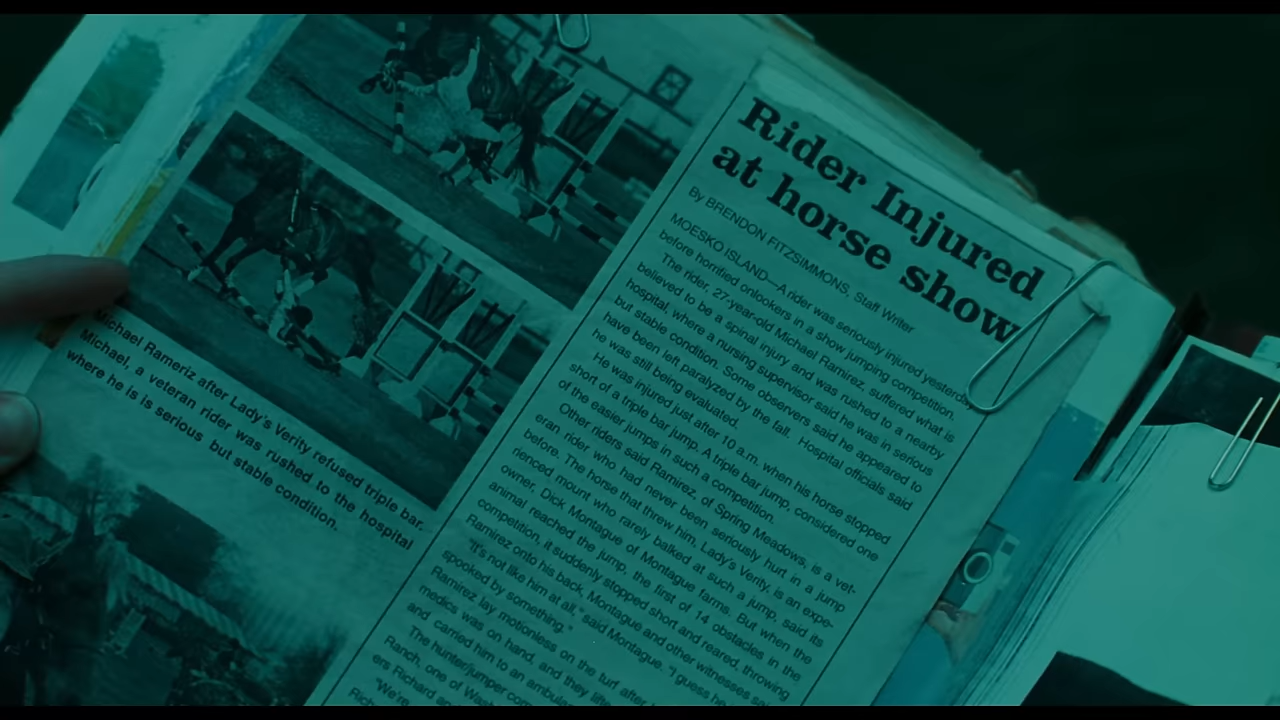 Rider Injured
at horse show
By BRENDON FITZSIMMONS, Staff Writer
MOESKO ISLAND—A rider was seriously injured yesterday
before horrified onlookers in a show jumping competition.
The rider, 27-year-old Michael Ramirez, suffered what is
believed to be a spinal injury and was rushed to a nearby
hospital, where a nursing supervisor said he was in serious
but stable condition. Some observers said he appeared to
have been left paralyzed by the fall. Hospital officials said
he was still being evaluated.
He was injured just after 10 a.m. when his horse stopped
short of a triple bar jump. A triple bar jump, considered one
of the easier jumps in such a competition.
Other riders said Ramirez, of Spring Meadows, is a vet-
eran rider who had never been seriously hurt in a jump
before. The horse that threw him, Lady's Verity, is an expe-
rienced mount who rarely balked at such a jump, said its
owner, Dick Montague of Montague farms. But when the
animal reached the jump, the first of 14 obstacles in the
competition, it suddenly stopped short and reared, throwing
Ramirez onto his back, Montague and other witnesses said.
"It's not like him at all," said Montague. "I guess he
spooked by something."
Ramirez lay motionless on the turf after
medics was on hand, and they lifte
and carried him to an ambula
The hunter/jumper com
Ranch, one of Wash
ers Richard an
"We're
Rich
Michael Rameriz after Lady's Verity refused triple bar.
Michael, a veteran rider was rushed to the hospital
where he is is serious but stable condition.